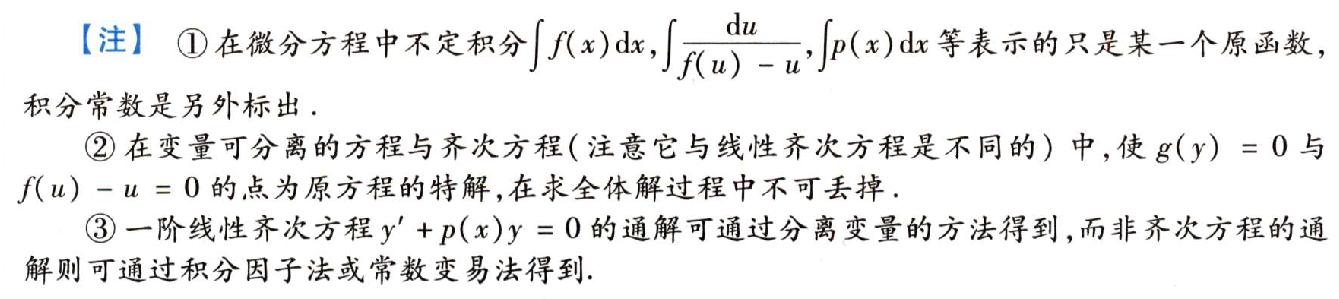 【注】 ①在微分方程中不定积分∫f(x)dx,∫du/(f(u) - u),∫p(x)dx等表示的只是某一个原函数,
积分常数是另外标出.
②在变量可分离的方程与齐次方程(注意它与线性齐次方程是不同的)中,使g(y) = 0与
f(u) - u = 0的点为原方程的特解,在求全体解过程中不可丢掉.
③一阶线性齐次方程y′ + p(x)y = 0的通解可通过分离变量的方法得到,而非齐次方程的通
解则可通过积分因子法或常数变易法得到.